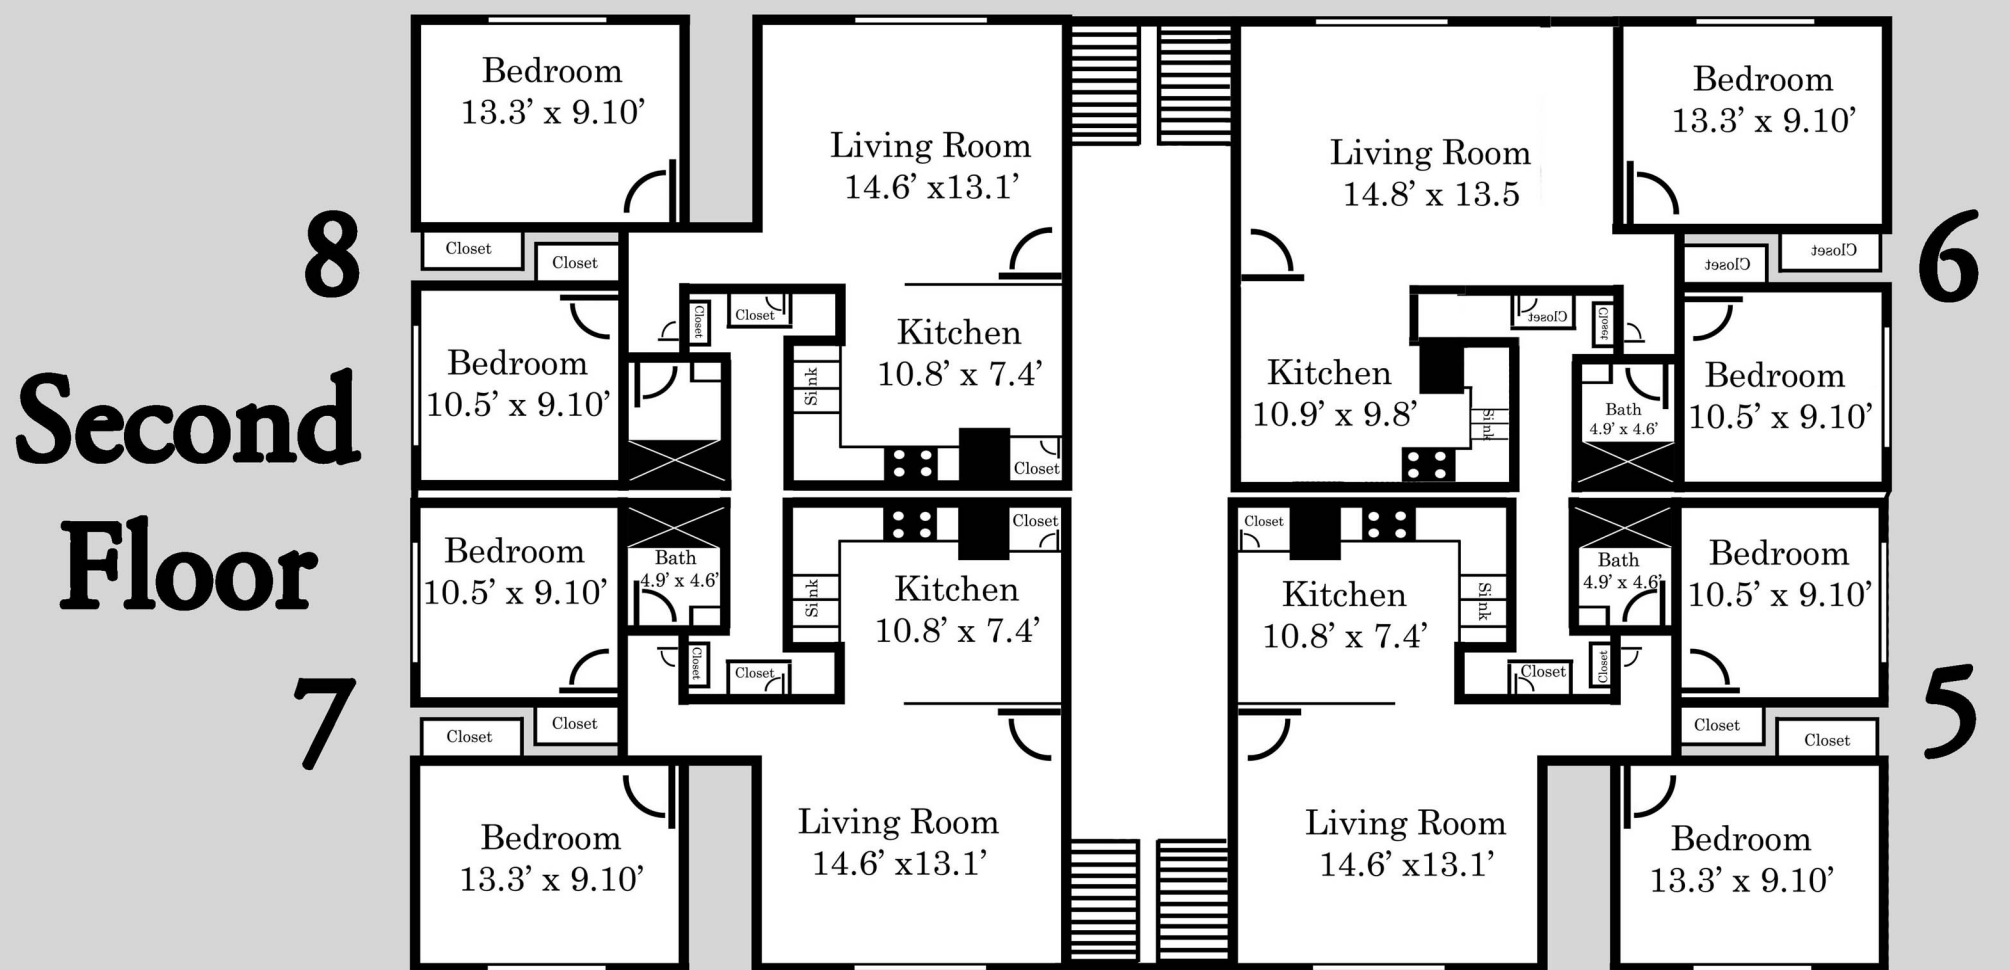 Second
Floor
8
Bedroom
13.3’ x 9.10’
Living Room
14.6’ x13.1’
Closet
Closet
Closet
Closet
Kitchen
10.8’ x 7.4’
Bedroom
10.5’ x 9.10’
Sink
Closet
6
Living Room
14.8’ x 13.5
Bedroom
13.3’ x 9.10’
Closet
Closet
Closet
Closet
Kitchen
10.9’ x 9.8’
Sink
Bath
4.9’ x 4.6’
Bedroom
10.5’ x 9.10’
7
Bedroom
10.5’ x 9.10’
Bath
4.9’ x 4.6’
Closet
Sink
Kitchen
10.8’ x 7.4’
Closet
Closet
Closet
Closet
Bedroom
13.3’ x 9.10’
Living Room
14.6’ x13.1’
5
Closet
Kitchen
10.8’ x 7.4’
Sink
Bath
4.9’ x 4.6’
Bedroom
10.5’ x 9.10’
Closet
Closet
Closet
Closet
Living Room
14.6’ x13.1’
Bedroom
13.3’ x 9.10’